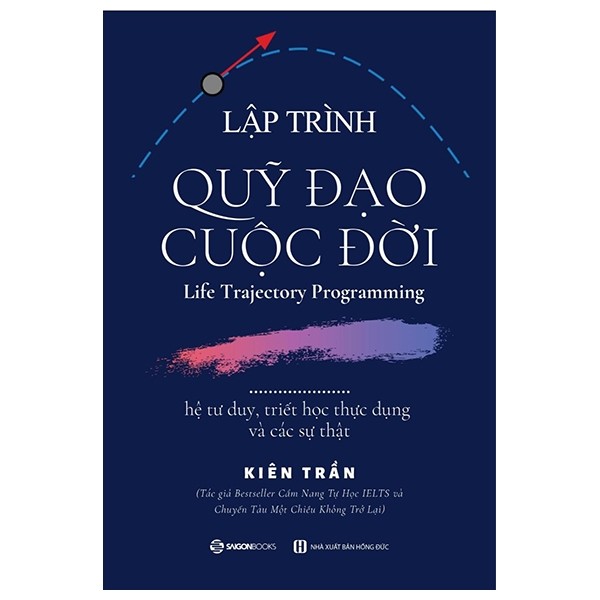 LẬP TRÌNH
QUỸ ĐẠO
CUỘC ĐỜI
Life Trajectory Programming
hệ tư duy, triết học thực dụng
và các sự thật
KIÊN TRẦN
(Tác giả Bestseller Cẩm Nang Tự Học IELTS và
Chuyến Tàu Một Chiều Không Trở Lại)
SAIGONBOOKS NHÀ XUẤT BẢN HỒNG ĐỨC